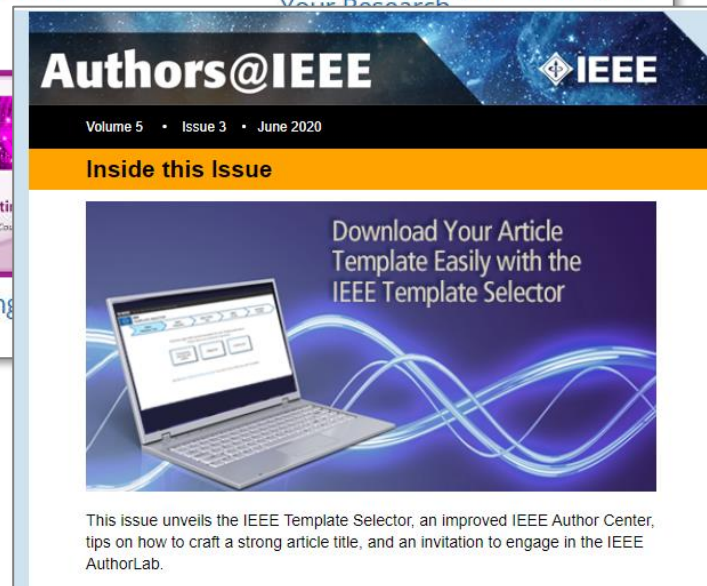 Your Research
Authors@IEEE
IEEE
Volume 5 • Issue 3 • June 2020
Inside this Issue
Download Your Article
Template Easily with the
IEEE Template Selector
This issue unveils the IEEE Template Selector, an improved IEEE Author Center,
tips on how to craft a strong article title, and an invitation to engage in the IEEE
AuthorLab.